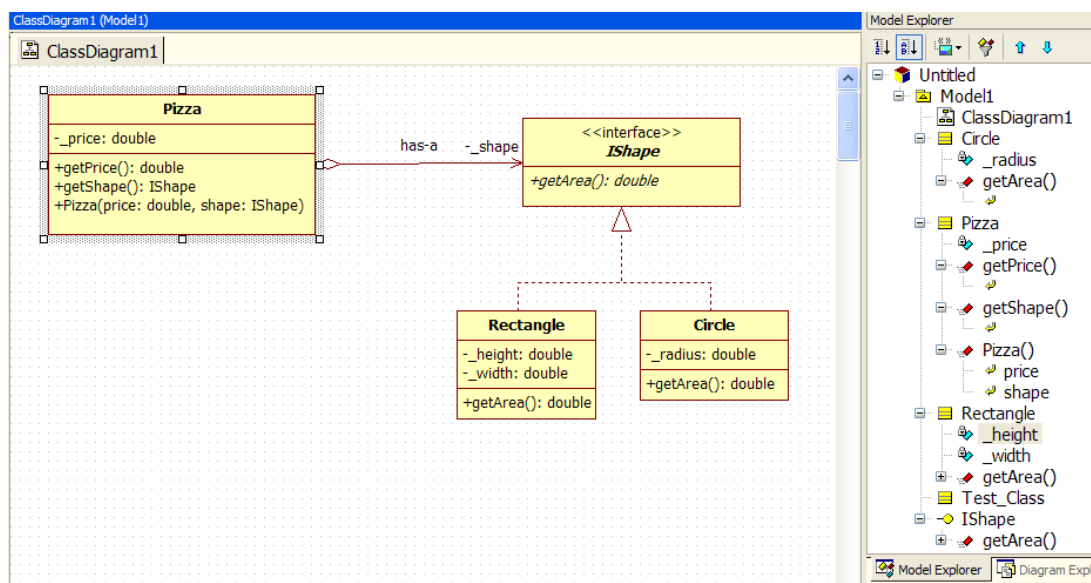 ClassDiagram1 (Model1)
ClassDiagram1
Pizza
-_price: double
+getPrice(): double
+getShape(): IShape
+Pizza(price: double, shape: IShape)
has-a
-_shape
<<interface>>
IShape
+getArea(): double
Rectangle
-_height: double
-_width: double
+getArea(): double
Circle
-_radius: double
+getArea(): double
Model Explorer
Untitled
Model1
ClassDiagram1
Circle
_radius
getArea()
Pizza
_price
getPrice()
getShape()
Pizza()
price
shape
Rectangle
_height
_width
getArea()
Test_Class
IShape
getArea()
Model Explorer
Diagram Expl